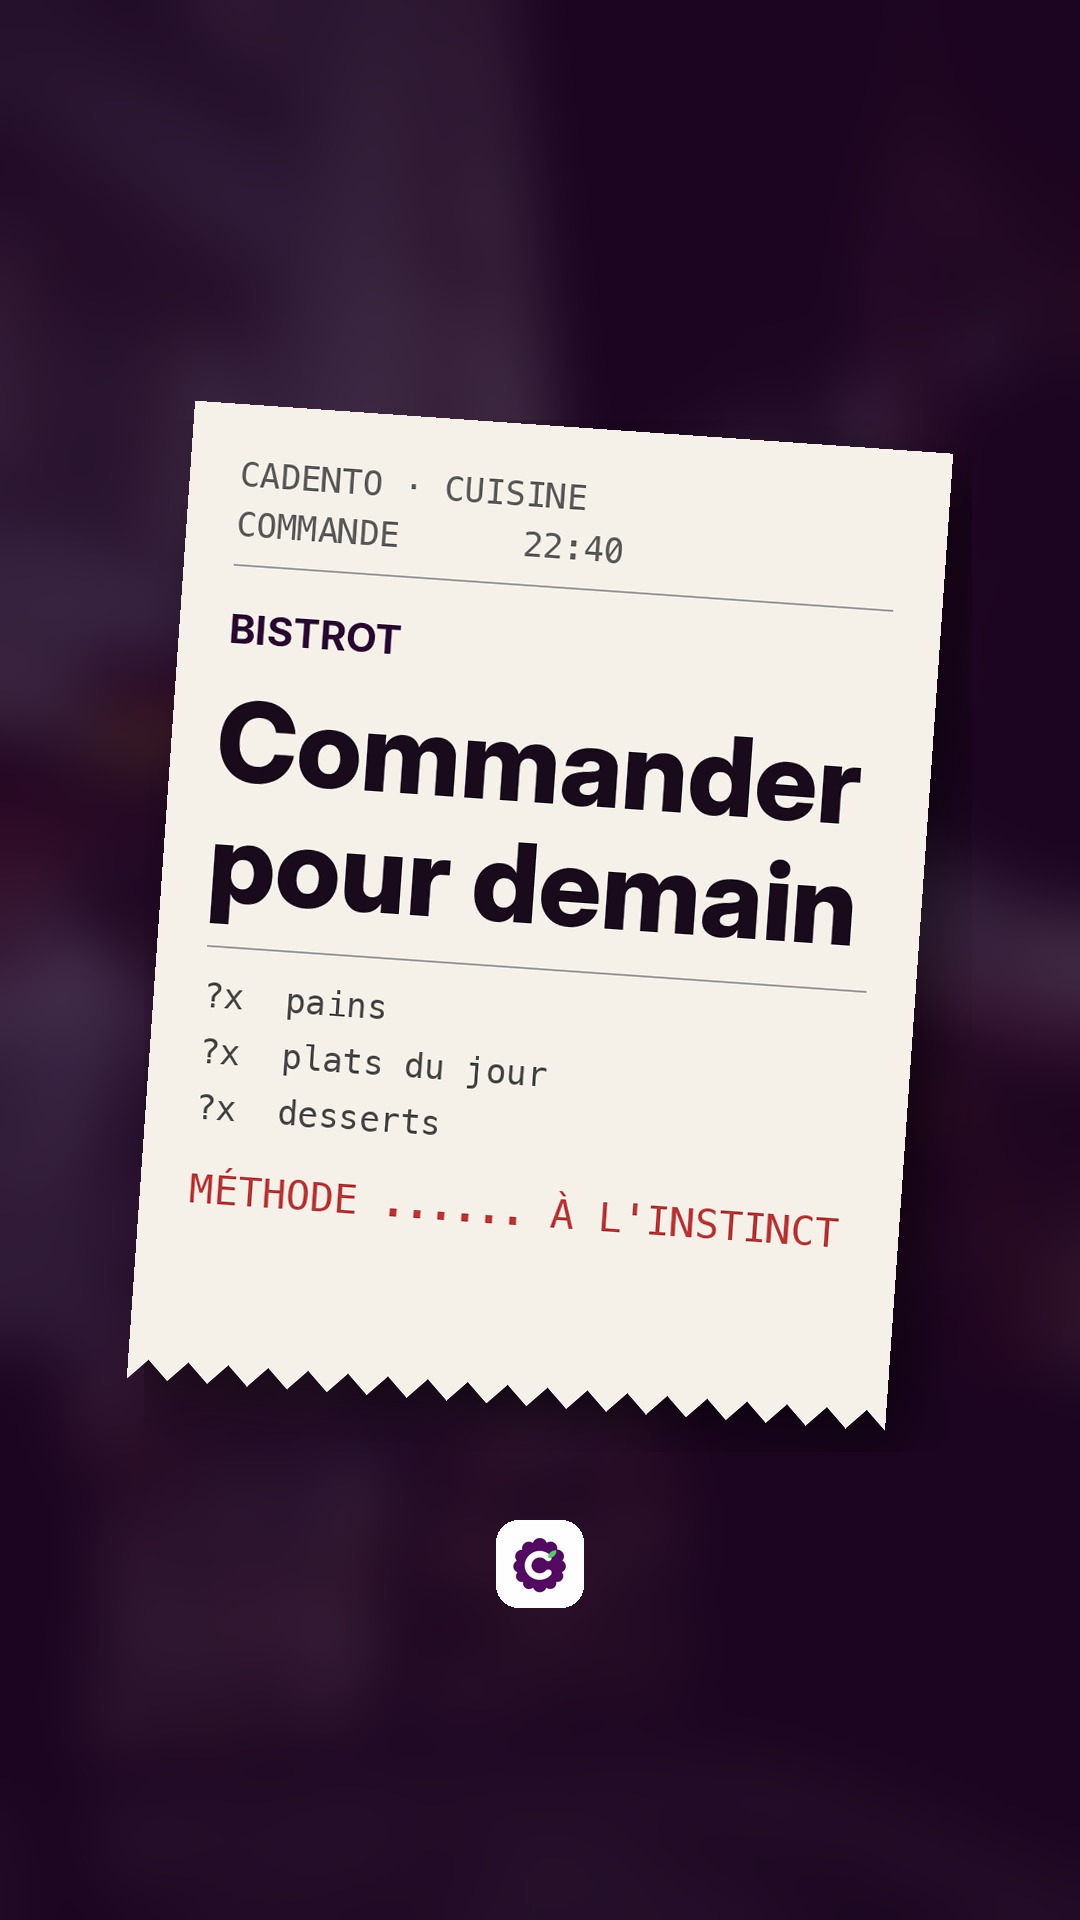 CADENTO · CUISINE
COMMANDE 22:40
BISTROT
Commander
pour demain
?x pains
?x plats du jour
?x desserts
MÉTHODE ...... À L'INSTINCT